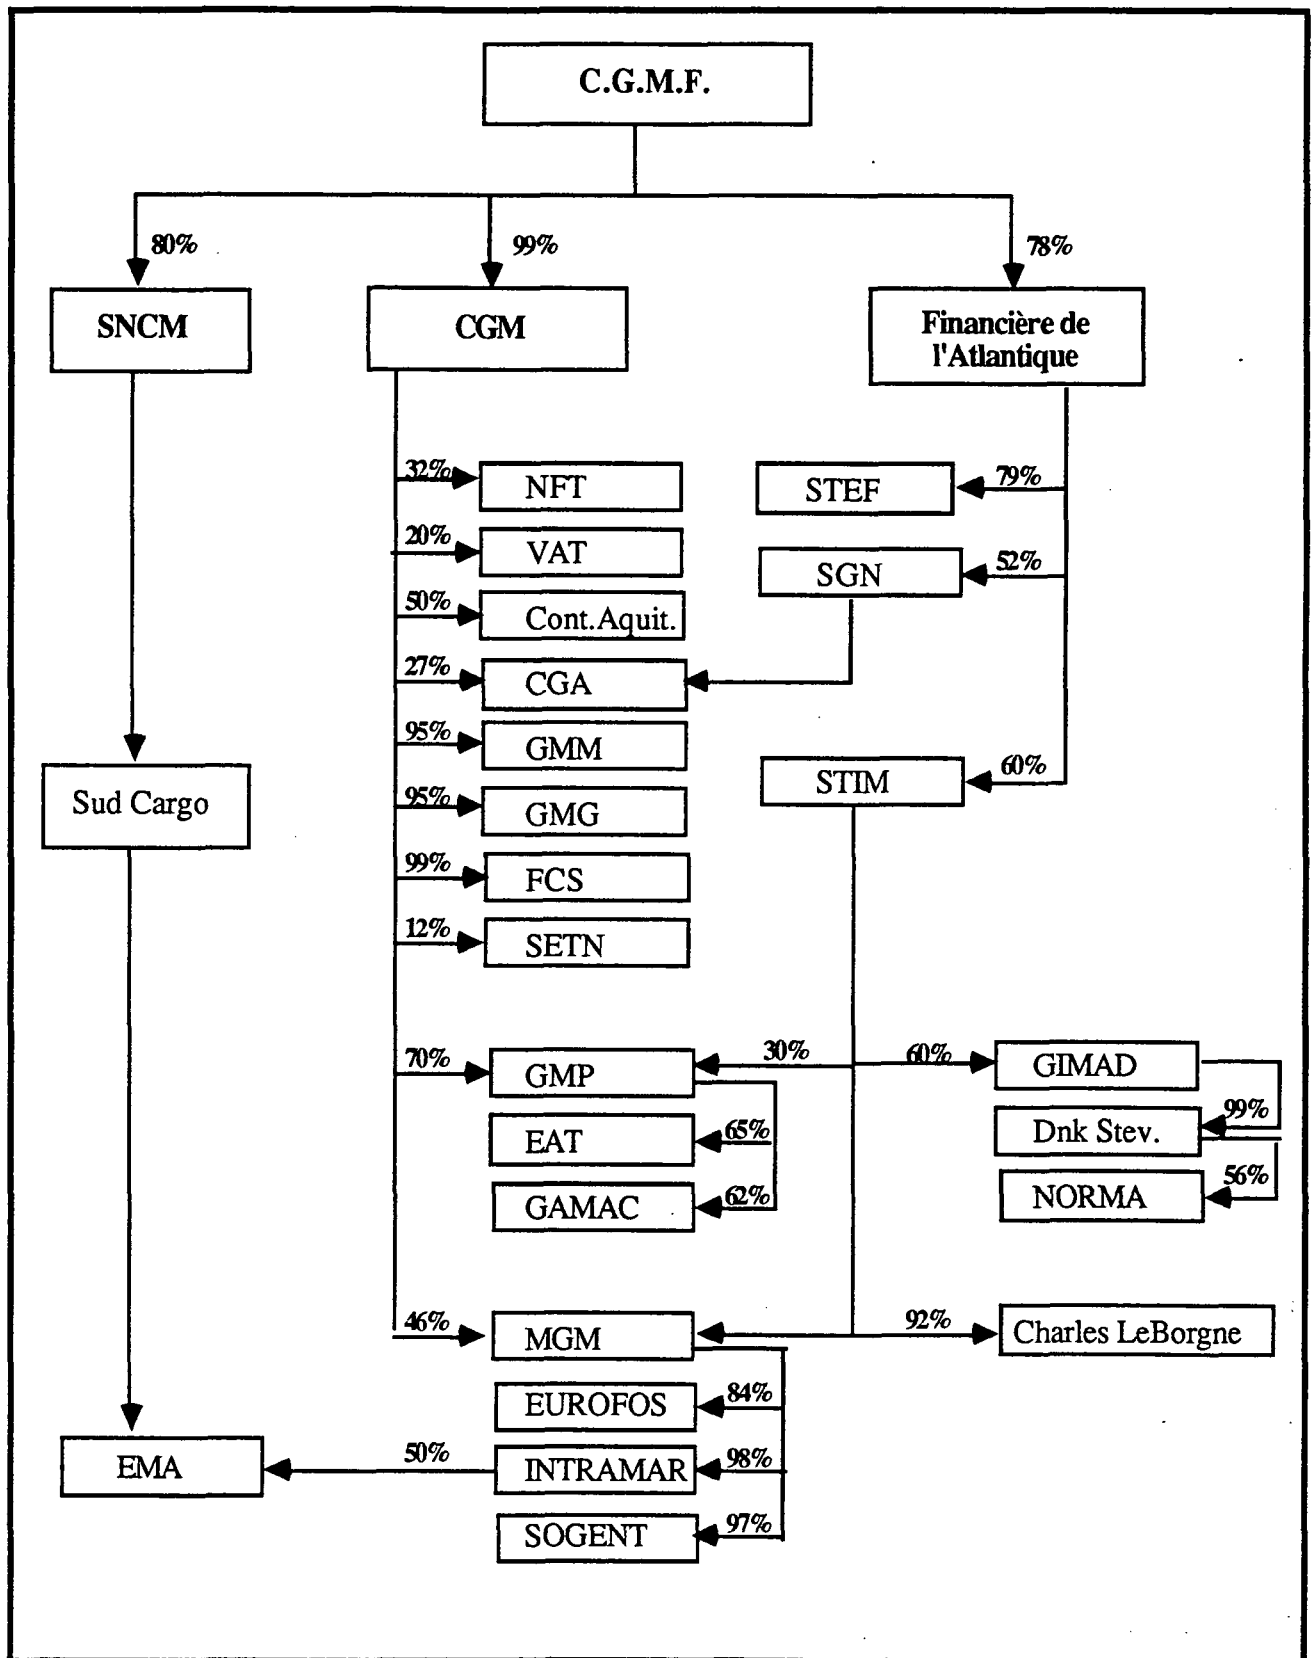 C.G.M.F.
80%
99%
78%
SNCM
CGM
Financière de
l'Atlantique
32%
NFT
STEF
79%
20%
VAT
SGN
52%
50%
Cont.Aquit.
27%
CGA
95%
GMM
STIM
60%
Sud Cargo
95%
GMG
99%
FCS
12%
SETN
70%
GMP
30%
60%
GIMAD
EAT
65%
99%
Dnk Stev.
GAMAC
62%
56%
NORMA
46%
MGM
92%
Charles LeBorgne
EUROFOS
84%
EMA
50%
INTRAMAR
98%
SOGENT
97%